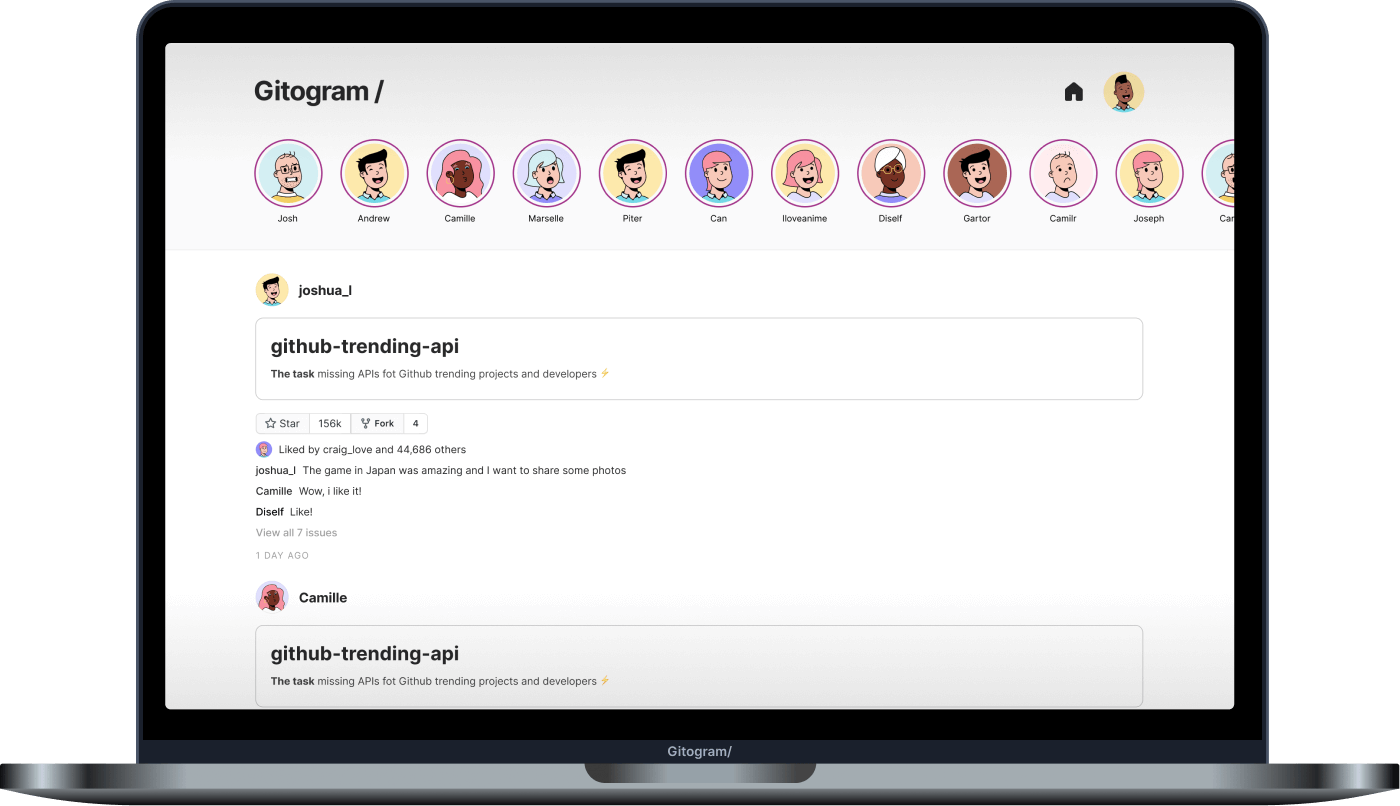 Gitogram /
Josh Andrew Camille Marselle Piter Can Iloveanime Diself Gartor Camilr Joseph
joshua_l
github-trending-api
The task missing APIs fot Github trending projects and developers ⚡
Star 156k Fork 4
Liked by craig_love and 44,686 others
joshua_l The game in Japan was amazing and I want to share some photos
Camille Wow, i like it!
Diself Like!
View all 7 issues
1 DAY AGO
Camille
github-trending-api
The task missing APIs fot Github trending projects and developers ⚡
Gitogram/